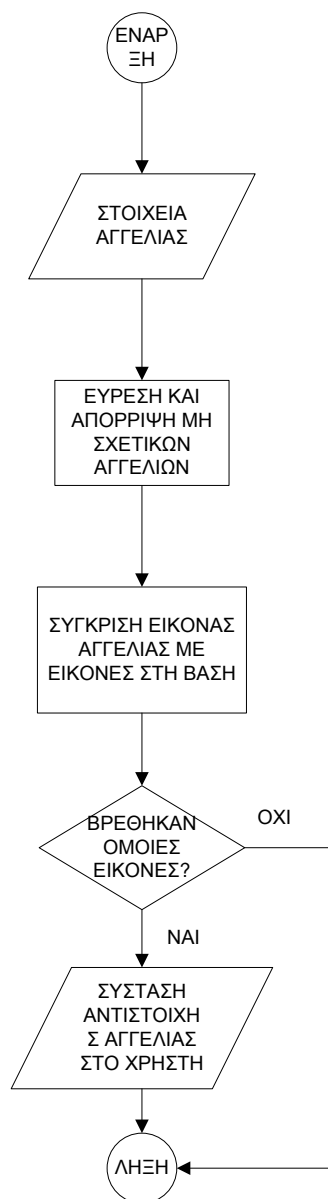 ΕΝΑΡ
ΞΗ
ΣΤΟΙΧΕΙΑ
ΑΓΓΕΛΙΑΣ
ΕΥΡΕΣΗ ΚΑΙ
ΑΠΟΡΡΙΨΗ ΜΗ
ΣΧΕΤΙΚΩΝ
ΑΓΓΕΛΙΩΝ
ΣΥΓΚΡΙΣΗ ΕΙΚΟΝΑΣ
ΑΓΓΕΛΙΑΣ ΜΕ
ΕΙΚΟΝΕΣ ΣΤΗ ΒΑΣΗ
ΒΡΕΘΗΚΑΝ
ΟΜΟΙΕΣ
ΕΙΚΟΝΕΣ?
ΟΧΙ
ΝΑΙ
ΣΥΣΤΑΣΗ
ΑΝΤΙΣΤΟΙΧΗ
Σ ΑΓΓΕΛΙΑΣ
ΣΤΟ ΧΡΗΣΤΗ
ΛΗΞΗ